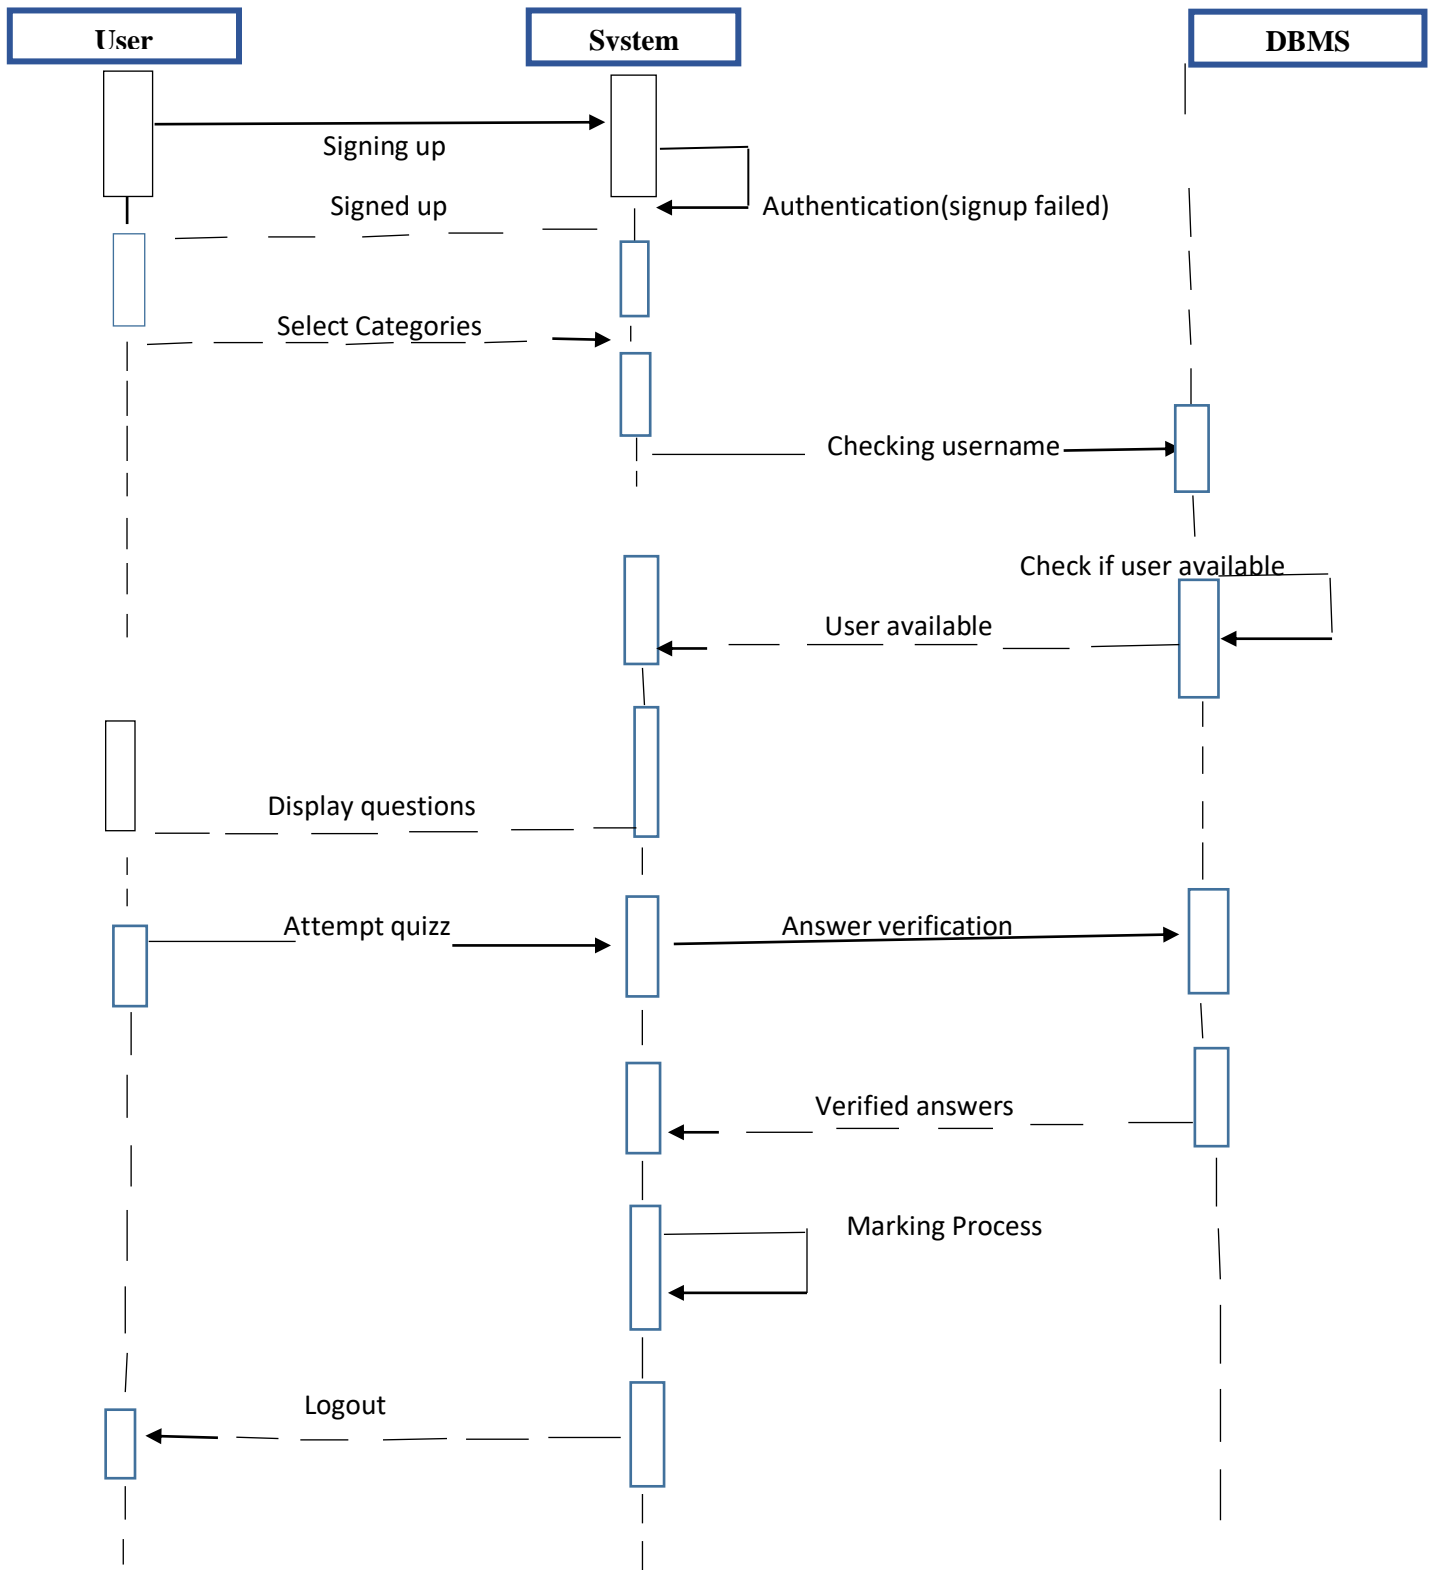 User
System
DBMS
Signing up
Signed up
Authentication(signup failed)
Select Categories
Checking username
Check if user available
User available
Display questions
Attempt quizz
Answer verification
Verified answers
Marking Process
Logout